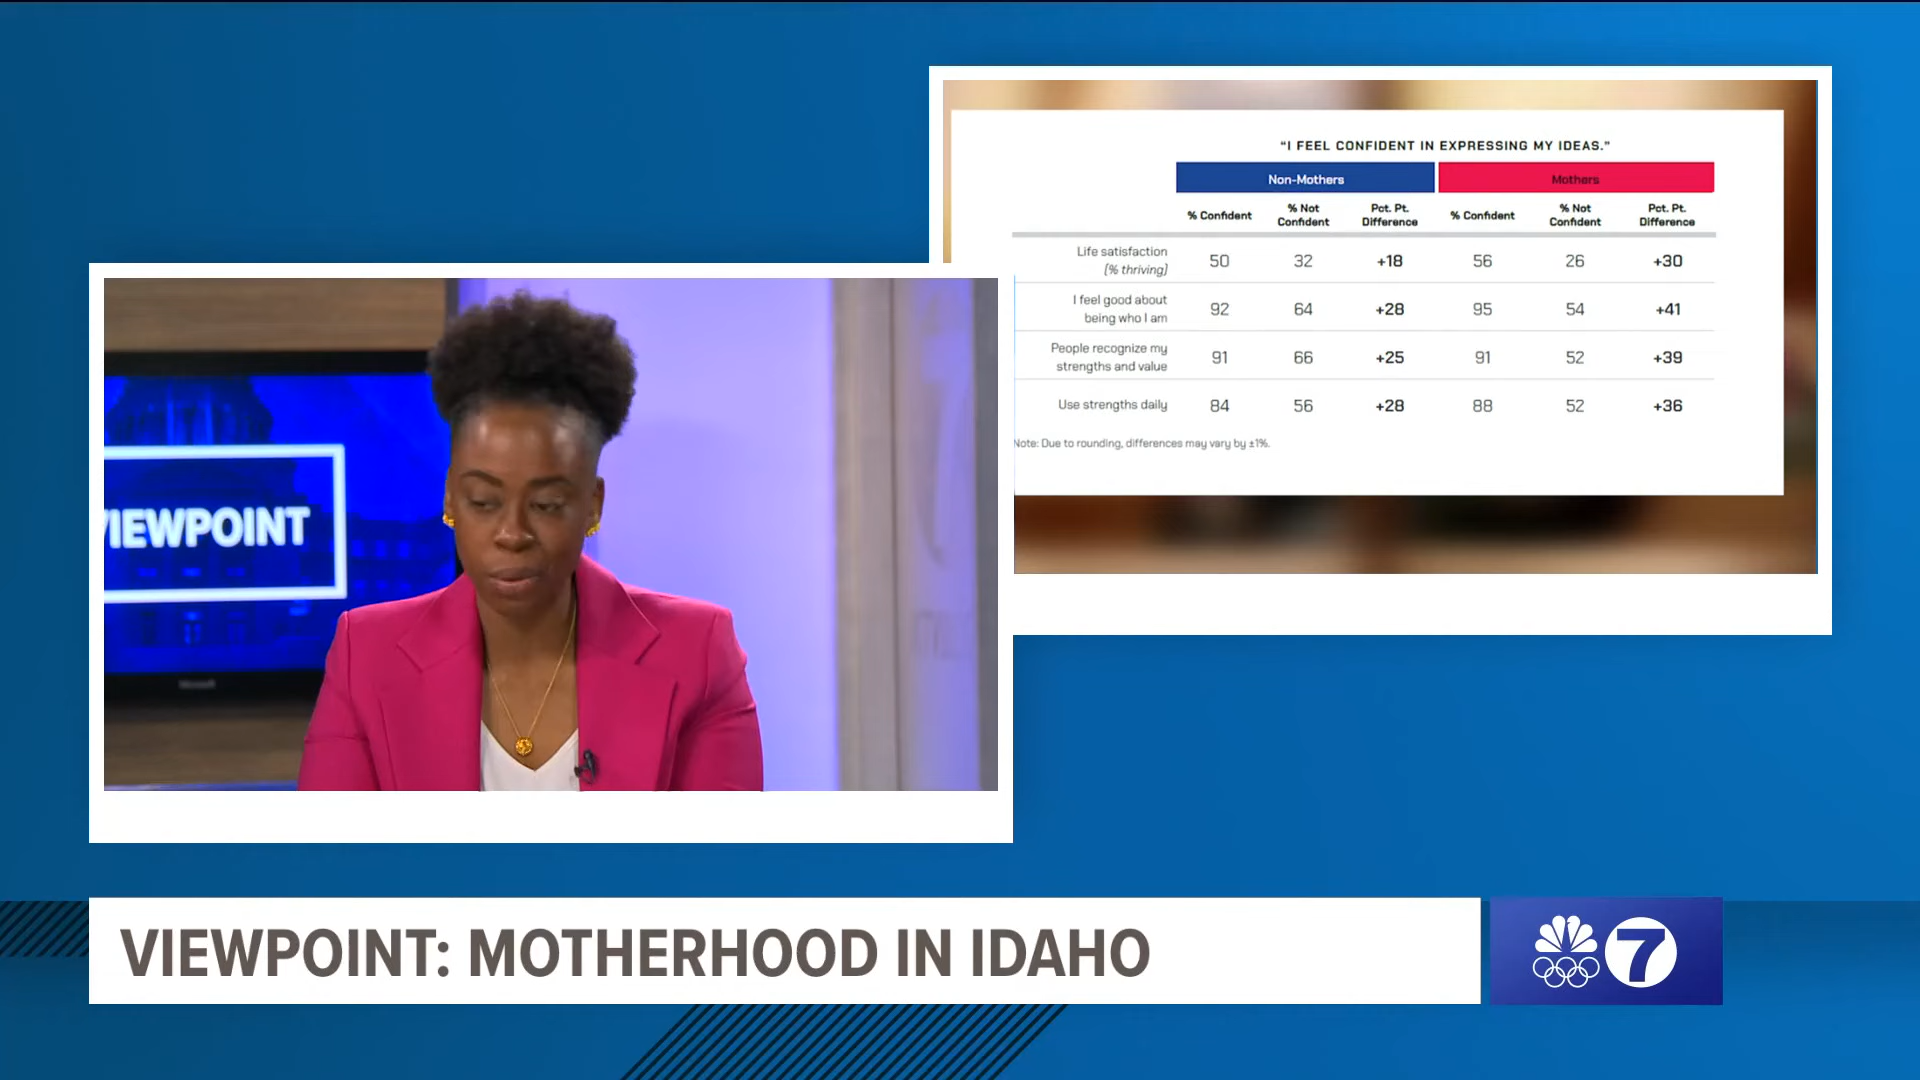 “I FEEL CONFIDENT IN EXPRESSING MY IDEAS.”
Non-Mothers Mothers
% Confident % Not Confident Pct. Pt. Difference % Confident % Not Confident Pct. Pt. Difference
Life satisfaction (% thriving) 50 32 +18 56 26 +30
I feel good about being who I am 92 64 +28 95 54 +41
People recognize my strengths and value 91 66 +25 91 52 +39
Use strengths daily 84 56 +28 88 52 +36
Note: Due to rounding, differences may vary by ±1%.
VIEWPOINT
Microsoft
VIEWPOINT: MOTHERHOOD IN IDAHO
7